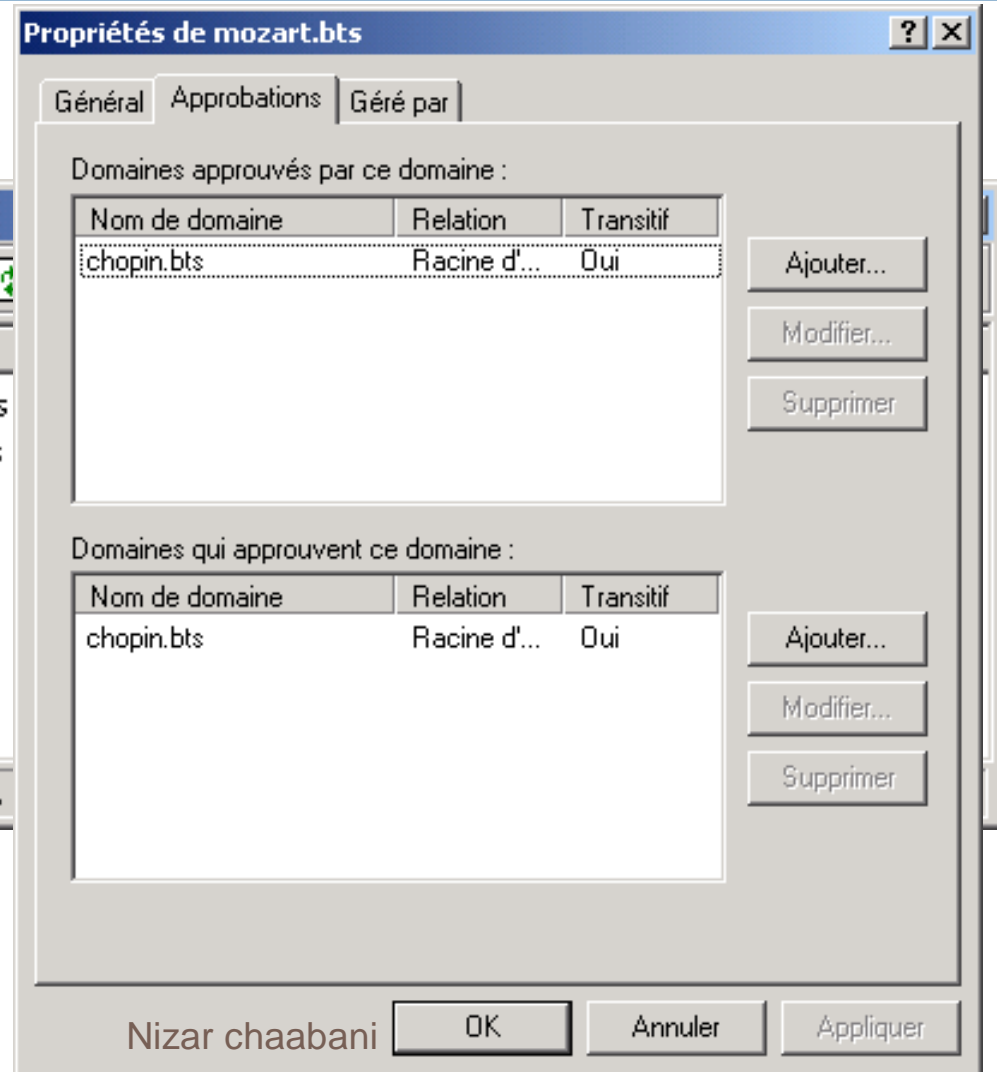 Propriétés de mozart.bts
Général Approbations Géré par
Domaines approuvés par ce domaine :
Nom de domaine Relation Transitif
chopin.bts Racine d'... Oui
Ajouter...
Modifier...
Supprimer
Domaines qui approuvent ce domaine :
Nom de domaine Relation Transitif
chopin.bts Racine d'... Oui
Ajouter...
Modifier...
Supprimer
Nizar chaabani
OK Annuler Appliquer